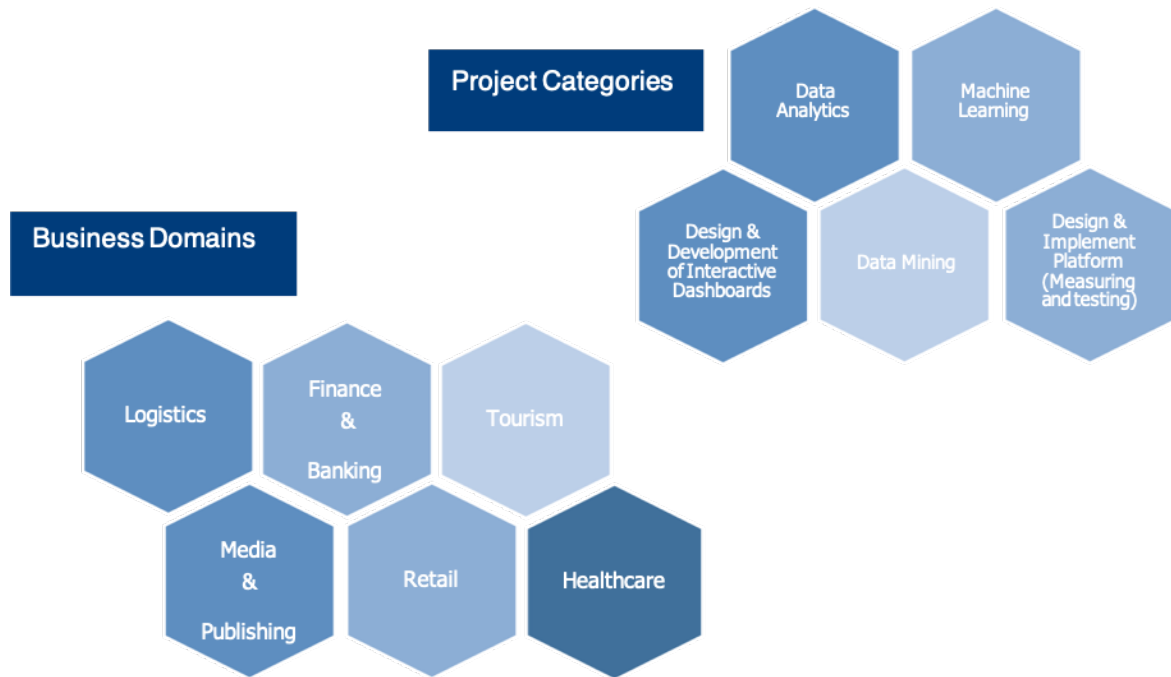 Project Categories
Data
Analytics
Machine
Learning
Design &
Development
of Interactive
Dashboards
Data Mining
Design &
Implement
Platform
(Measuring
and testing)
Business Domains
Logistics
Finance
&
Banking
Tourism
Media
&
Publishing
Retail
Healthcare